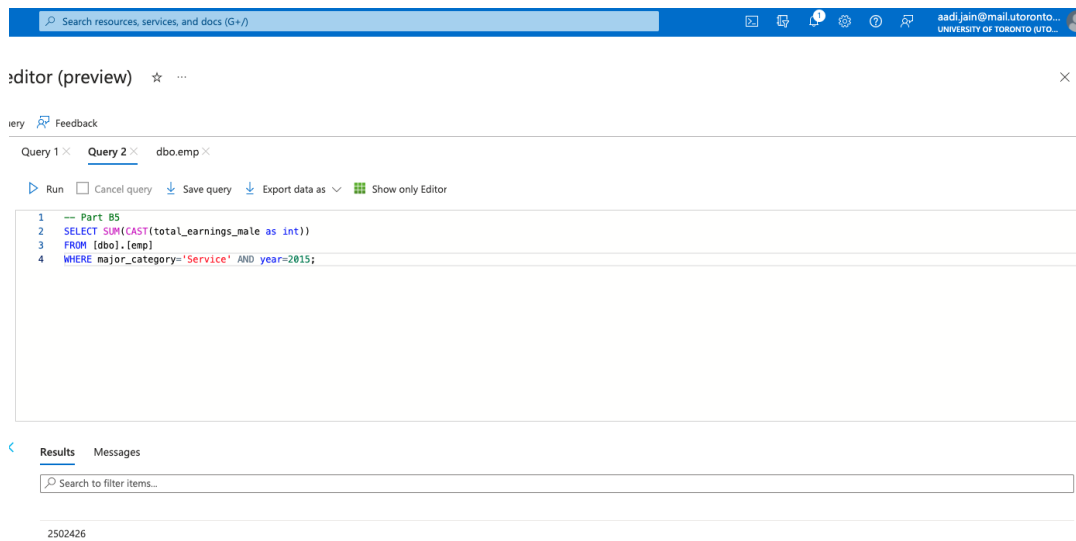 Search resources, services, and docs (G+/)
1
aadi.jain@mail.utoronto...
UNIVERSITY OF TORONTO (UTO...
editor (preview) ...
Feedback
Query 1 Query 2 dbo.emp
Run Cancel query Save query Export data as Show only Editor
1 -- Part B5
2 SELECT SUM(CAST(total_earnings_male as int))
3 FROM [dbo].[emp]
4 WHERE major_category='Service' AND year=2015;
Results Messages
Search to filter items...
2502426